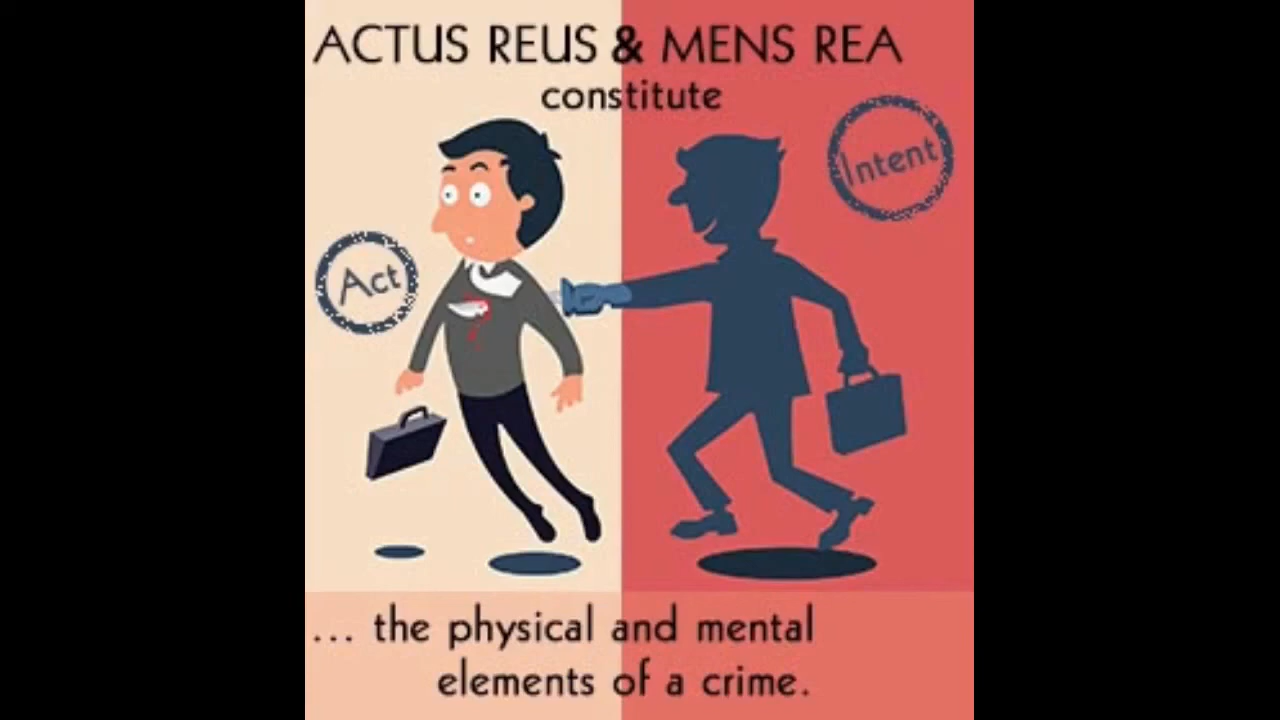 ACTUS REUS & MENS REA
constitute
Intent
Act
... the physical and mental
elements of a crime.